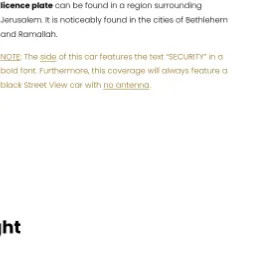 licence plate can be found in a region surrounding
Jerusalem. It is noticeably found in the cities of Bethlehem
and Ramallah.
NOTE: The side of this car features the text "SECURITY" in a
bold font. Furthermore, this coverage will always feature a
black Street View car with no antenna.
ght